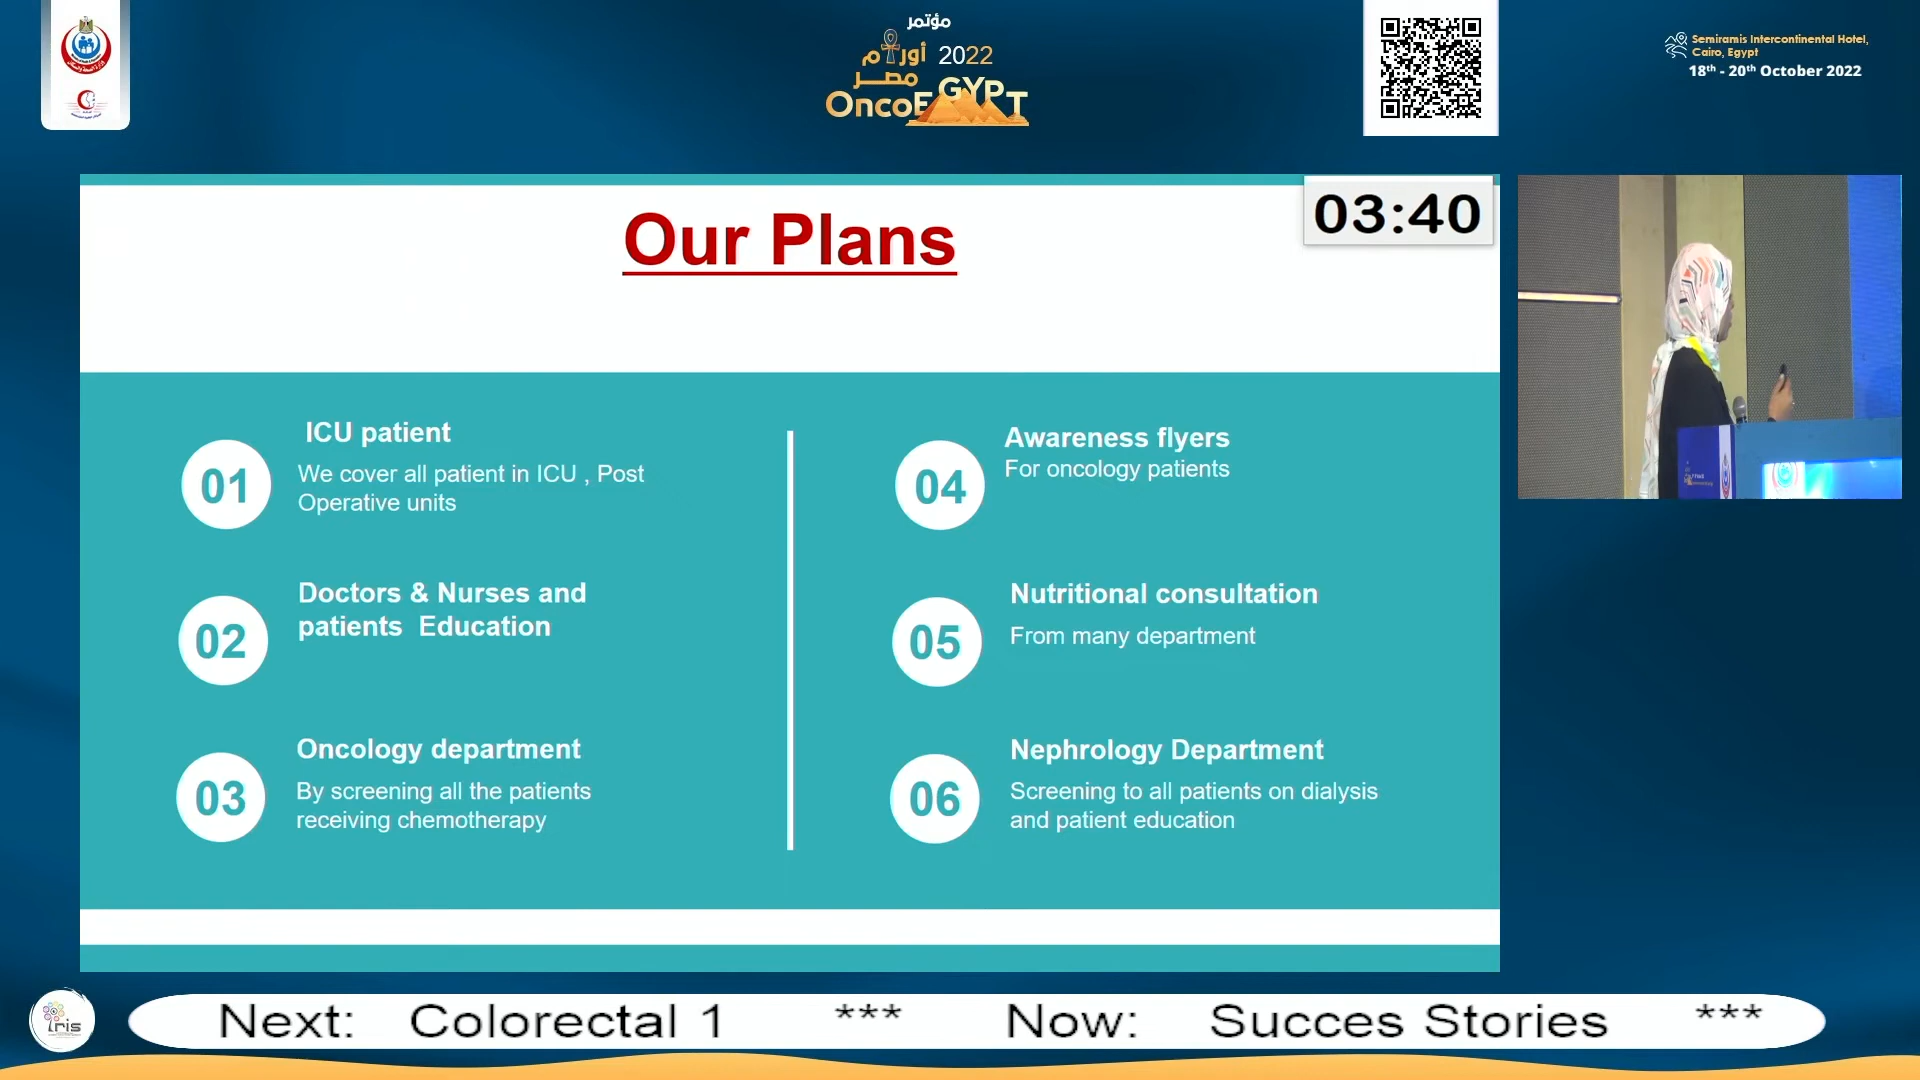 مؤتمر
أورام 2022
مصر
OncoEGYPT
Semiramis Intercontinental Hotel,
Cairo, Egypt
18th - 20th October 2022
03:40
Our Plans
01
ICU patient
We cover all patient in ICU , Post
Operative units
02
Doctors & Nurses and
patients Education
03
Oncology department
By screening all the patients
receiving chemotherapy
04
Awareness flyers
For oncology patients
05
Nutritional consultation
From many department
06
Nephrology Department
Screening to all patients on dialysis
and patient education
iris
Next: Colorectal 1 *** Now: Succes Stories ***